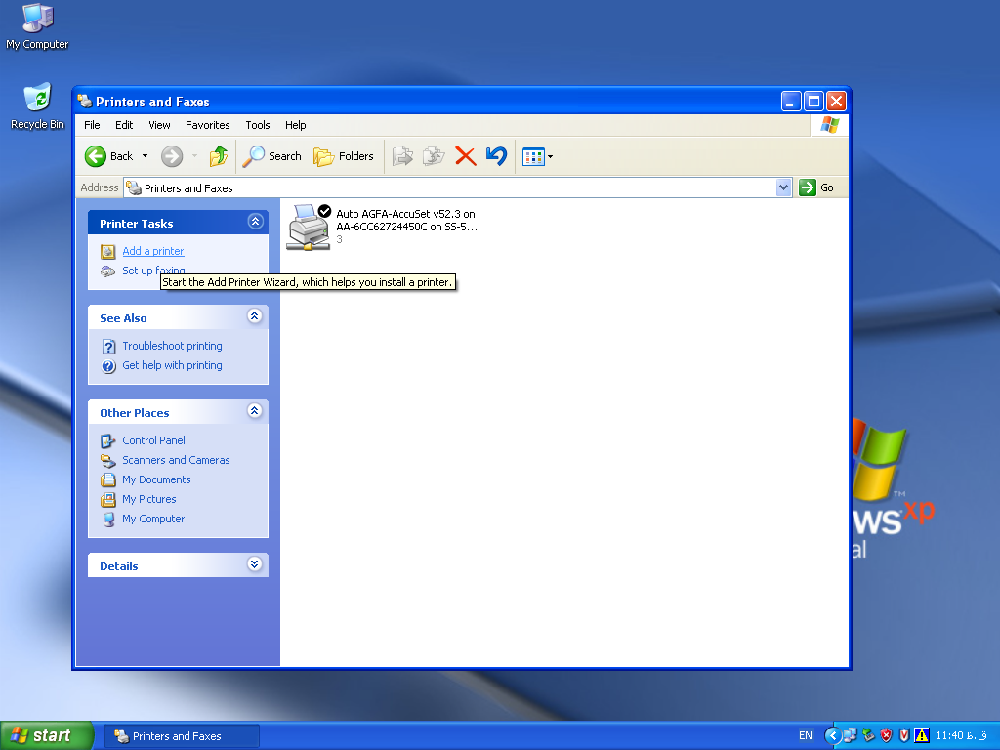 My Computer
Recycle Bin
Printers and Faxes
File Edit View Favorites Tools Help
Back Search Folders
Address Printers and Faxes Go
Printer Tasks
Add a printer
Set up faxing
Start the Add Printer Wizard, which helps you install a printer.
See Also
Troubleshoot printing
Get help with printing
Other Places
Control Panel
Scanners and Cameras
My Documents
My Pictures
My Computer
Details
Auto AGFA-AccuSet v52.3 on
AA-6CC62724450C on SS-5...
3
TM
ws xp
al
start Printers and Faxes EN 11:40 ق.ظ